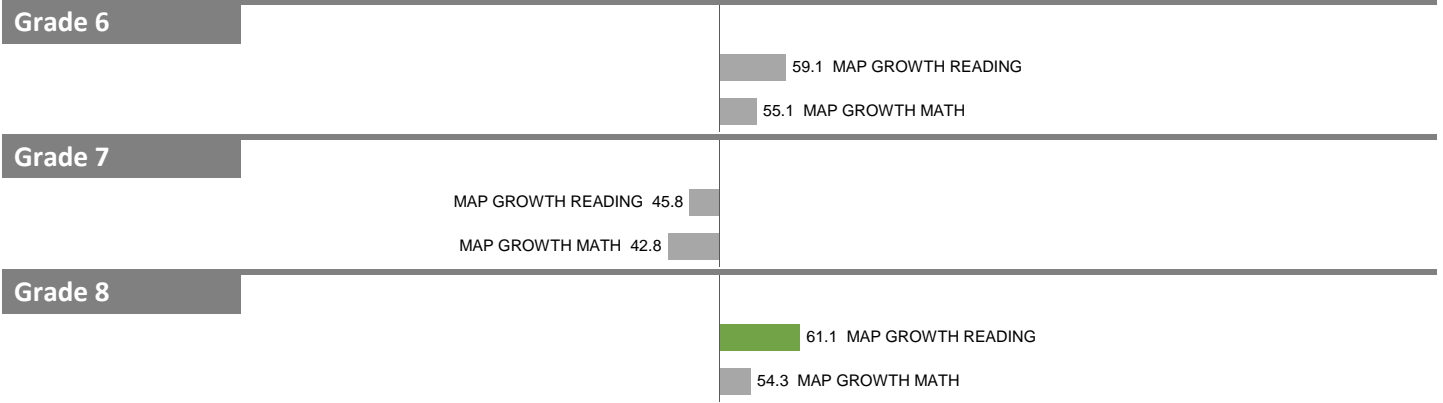 Grade 6
59.1 MAP GROWTH READING
55.1 MAP GROWTH MATH
Grade 7
MAP GROWTH READING 45.8
MAP GROWTH MATH 42.8
Grade 8
61.1 MAP GROWTH READING
54.3 MAP GROWTH MATH